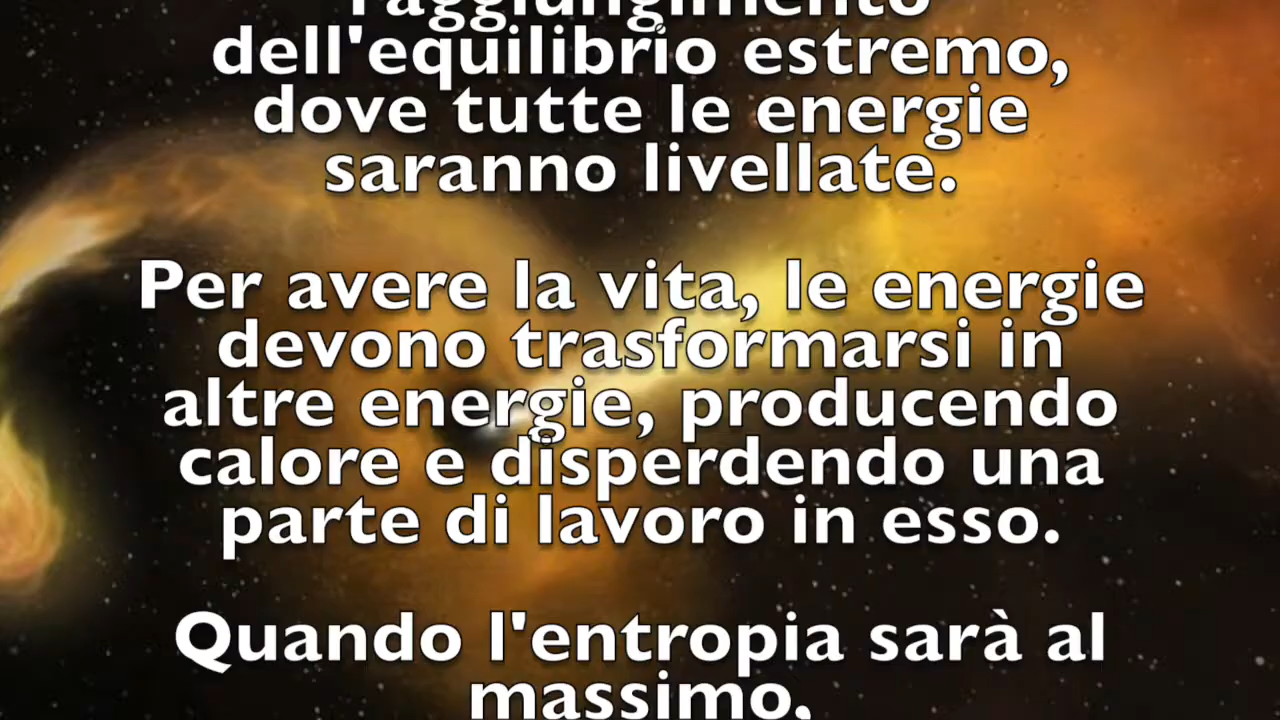 raggiungimento
dell'equilibrio estremo,
dove tutte le energie
saranno livellate.
Per avere la vita, le energie
devono trasformarsi in
altre energie, producendo
calore e disperdendo una
parte di lavoro in esso.
Quando l'entropia sarà al
massimo,